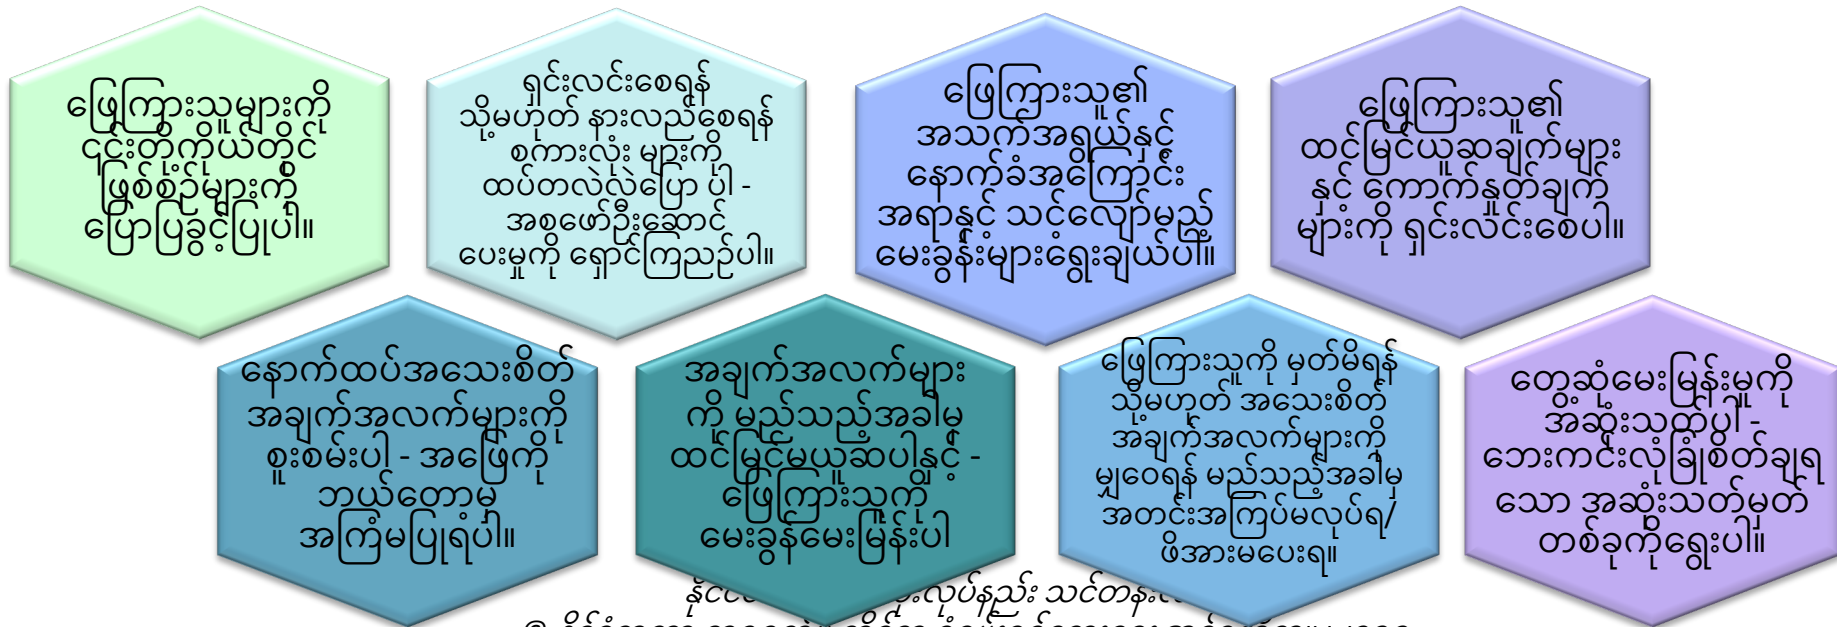 ဖြေကြားသူများကို
၎င်းတို့ကိုယ်တိုင်
ဖြစ်စဉ်များကို
ပြောပြခွင့်ပြုပါ။
ရှင်းလင်းစေရန်
သို့မဟုတ် နားလည်စေရန်
စကားလုံး များကို
ထပ်တလဲလဲပြော ပါ -
အစဖော်ဦးဆောင်
ပေးမှုကို ရှောင်ကြဉ်ပါ။
ဖြေကြားသူ၏
အသက်အရွယ်နှင့်
နောက်ခံအကြောင်း
အရာနှင့် သင့်လျော်မည့်
မေးခွန်းများရွေးချယ်ပါ။
ဖြေကြားသူ၏
ထင်မြင်ယူဆချက်များ
နှင့် ကောက်နှုတ်ချက်
များကို ရှင်းလင်းစေပါ။
နောက်ထပ်အသေးစိတ်
အချက်အလက်များကို
စူးစမ်းပါ - အဖြေကို
ဘယ်တော့မှ
အကြံမပြုရပါ။
အချက်အလက်များ
ကို မည်သည့်အခါမှ
ထင်မြင်မယူဆပါနှင့် -
ဖြေကြားသူကို
မေးခွန်မေးမြန်းပါ
ဖြေကြားသူကို မှတ်မိရန်
သို့မဟုတ် အသေးစိတ်
အချက်အလက်များကို
မျှဝေရန် မည်သည့်အခါမှ
အတင်းအကြပ်မလုပ်ရ/
ဖိအားမပေးရ။
တွေ့ဆုံမေးမြန်းမှုကို
အဆုံးသတ်ပါ -
ဘေးကင်းလုံခြုံစိတ်ချရ
သော အဆုံးသတ်မှတ်
တစ်ခုကိုရွေးပါ။
သင်တန်း